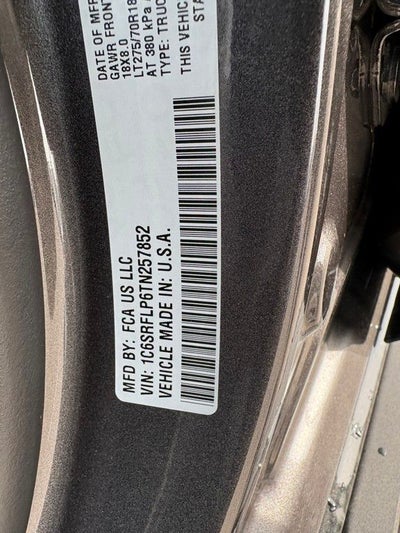 DATE OF MFR
GAWR FRONT
18X8.0
LT275/70R18
AT 380 kPa
TYPE: TRUC
THIS VEHIC
STA
MFD BY: FCA US LLC
VIN: 1C6SRFLP6TN257852
VEHICLE MADE IN: U.S.A.